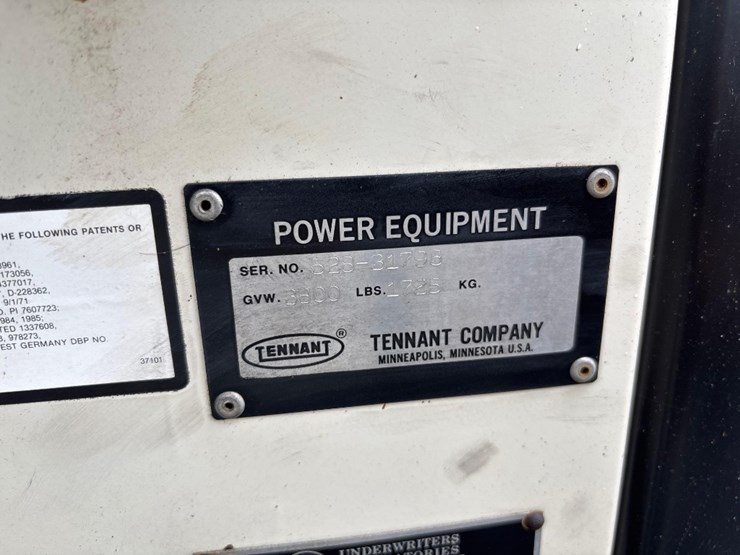 HE FOLLOWING PATENTS OR
961,
173056,
4377017,
, D-228362,
9/1/71
. PI 7607723;
984, 1985;
TED 1337608,
, 978273,
EST GERMANY DBP NO.
37101
POWER EQUIPMENT
SER. NO.
GVW. LBS. KG.
TENNANT ®
TENNANT COMPANY
MINNEAPOLIS, MINNESOTA U.S.A.
UNDERWRITERS